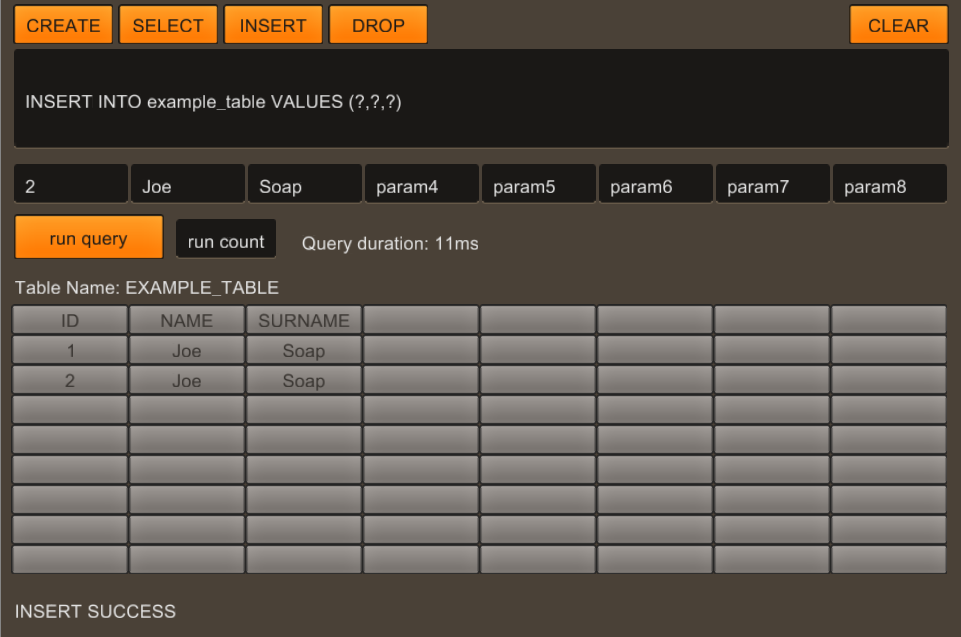 CREATE SELECT INSERT DROP CLEAR
INSERT INTO example_table VALUES (?,?,?)
2 Joe Soap param4 param5 param6 param7 param8
run query run count Query duration: 11ms
Table Name: EXAMPLE_TABLE
ID NAME SURNAME
1 Joe Soap
2 Joe Soap
INSERT SUCCESS